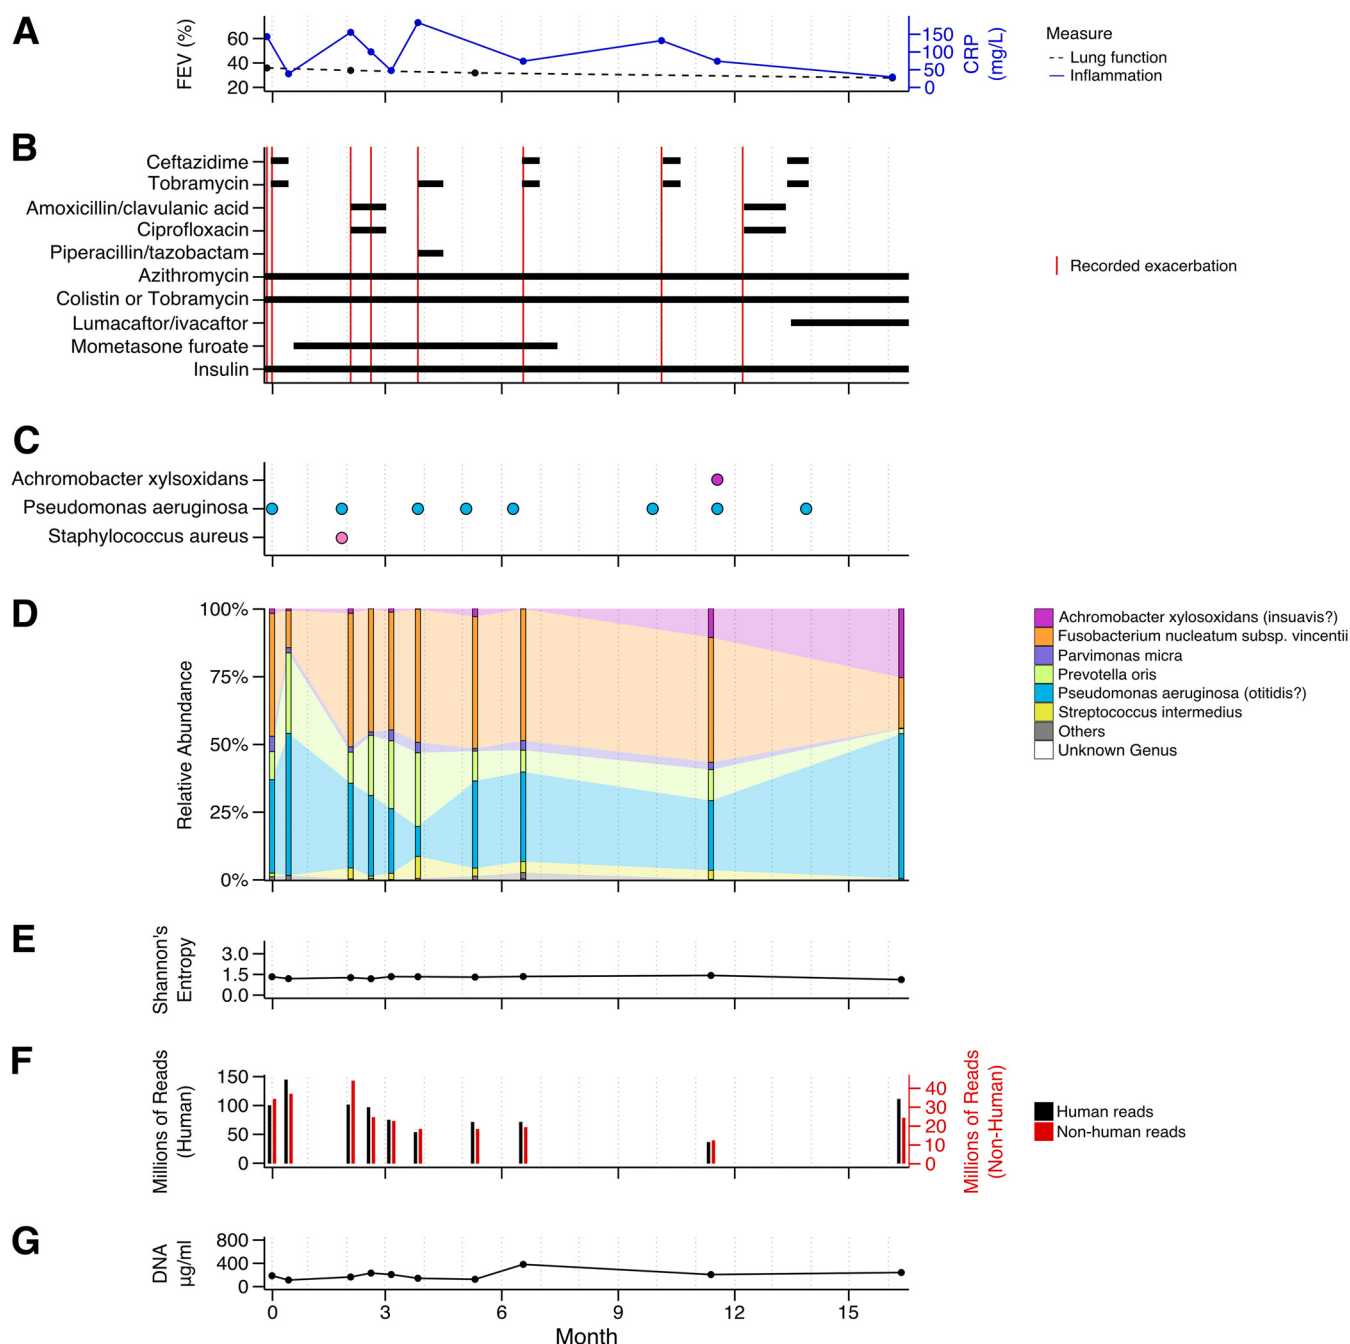 A
FEV (%)
60
40
20
150
100
50
0
CRP
(mg/L)
Measure
Lung function
Inflammation
B
Ceftazidime
Tobramycin
Amoxicillin/clavulanic acid
Ciprofloxacin
Piperacillin/tazobactam
Azithromycin
Colistin or Tobramycin
Lumacaftor/ivacaftor
Mometasone furoate
Insulin
Recorded exacerbation
C
Achromobacter xylsoxidans
Pseudomonas aeruginosa
Staphylococcus aureus
D
Relative Abundance
100%
75%
50%
25%
0%
Achromobacter xylosoxidans (insuavis?)
Fusobacterium nucleatum subsp. vincentii
Parvimonas micra
Prevotella oris
Pseudomonas aeruginosa (otitidis?)
Streptococcus intermedius
Others
Unknown Genus
E
Shannon's
Entropy
3.0
1.5
0.0
F
Millions of Reads
(Human)
150
100
50
0
40
30
20
10
0
Millions of Reads
(Non-Human)
Human reads
Non-human reads
G
DNA
µg/ml
800
400
0
0 3 6 9 12 15
Month